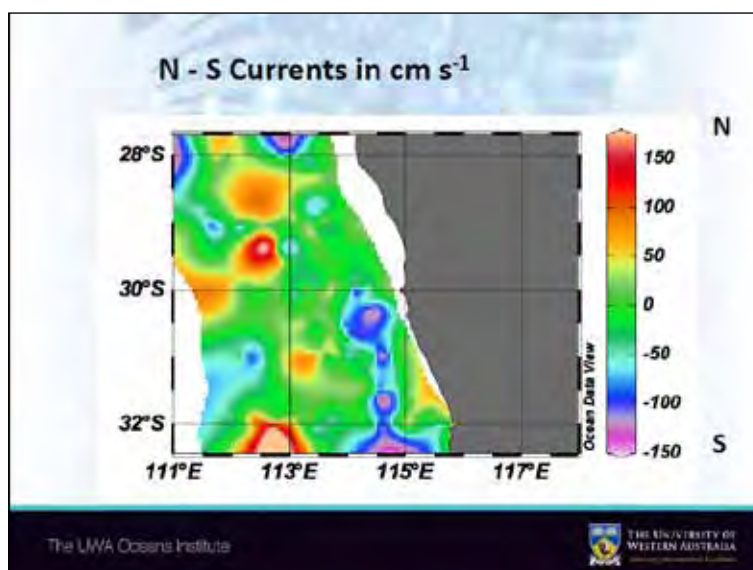 N - S Currents in cm s-1
N
28°S
30°S
32°S
111°E
113°E
115°E
117°E
150
100
50
0
-50
-100
-150
Ocean Data View
S
The UWA Oceans Institute
THE UNIVERSITY OF
WESTERN AUSTRALIA